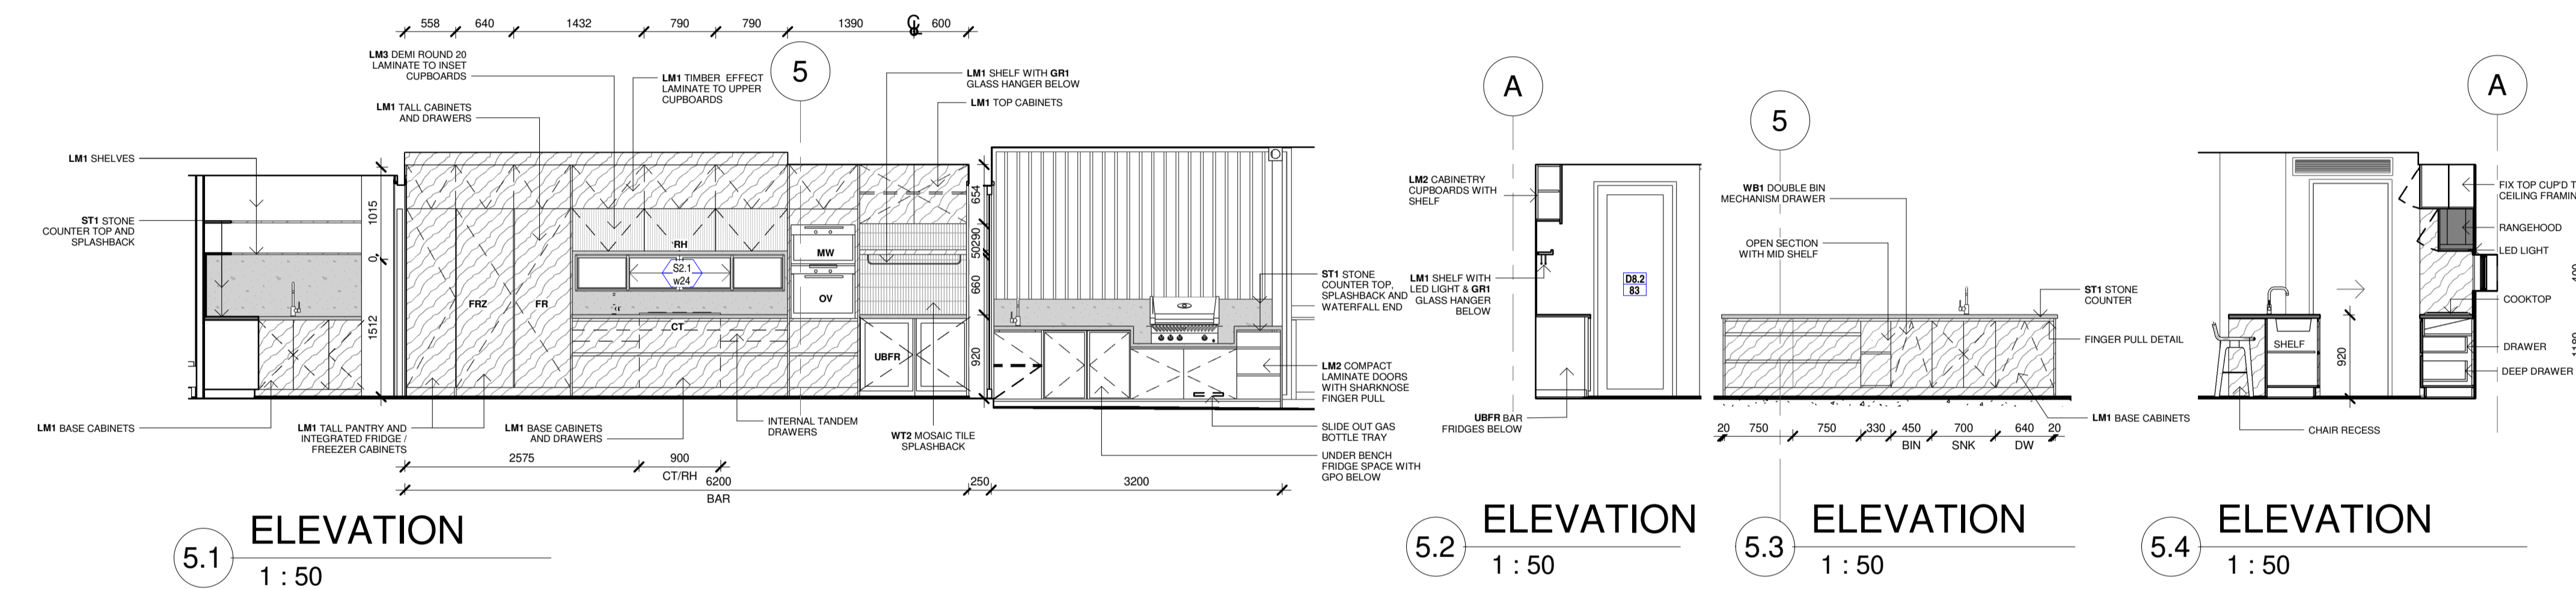 558 640 1432 790 790 1390 CL 600
LM3 DEMI ROUND 20
LAMINATE TO INSET
CUPBOARDS
LM1 TIMBER EFFECT
LAMINATE TO UPPER
CUPBOARDS
5
LM1 SHELF WITH GR1
GLASS HANGER BELOW
LM1 TOP CABINETS
LM1 TALL CABINETS
AND DRAWERS
LM1 SHELVES
ST1 STONE
COUNTER TOP AND
SPLASHBACK
1015
0
1512
FRZ
FR
RH
S2.1
w24
CT
MW
OV
UBFR
654
290
50
660
920
LM1 BASE CABINETS
LM1 TALL PANTRY AND
INTEGRATED FRIDGE /
FREEZER CABINETS
LM1 BASE CABINETS
AND DRAWERS
INTERNAL TANDEM
DRAWERS
WT2 MOSAIC TILE
SPLASHBACK
ST1 STONE
COUNTER TOP,
SPLASHBACK AND
WATERFALL END
LM2 COMPACT
LAMINATE DOORS
WITH SHARKNOSE
FINGER PULL
SLIDE OUT GAS
BOTTLE TRAY
UNDER BENCH
FRIDGE SPACE WITH
GPO BELOW
2575 900
CT/RH
6200 250 3200
BAR
5.1 ELEVATION
1 : 50
A
LM2 CABINETRY
CUPBOARDS WITH
SHELF
LM1 SHELF WITH
LED LIGHT & GR1
GLASS HANGER
BELOW
D8.2
83
UBFR BAR
FRIDGES BELOW
5.2 ELEVATION
1 : 50
5
WB1 DOUBLE BIN
MECHANISM DRAWER
OPEN SECTION
WITH MID SHELF
ST1 STONE
COUNTER
FINGER PULL DETAIL
LM1 BASE CABINETS
20 750 750 330 450 700 640 20
BIN SNK DW
5.3 ELEVATION
1 : 50
A
FIX TOP CUP'D T
CEILING FRAMIN
RANGEHOOD
LED LIGHT
COOKTOP
DRAWER
DEEP DRAWER
SHELF
920
CHAIR RECESS
5.4 ELEVATION
1 : 50